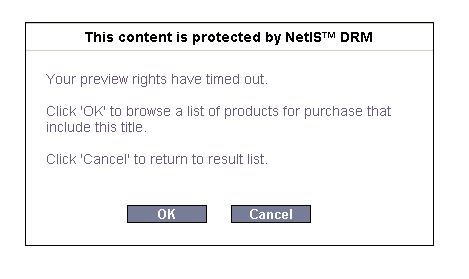 This content is protected by NetIS™ DRM
Your preview rights have timed out.
Click 'OK' to browse a list of products for purchase that
include this title.
Click 'Cancel' to return to result list.
OK Cancel